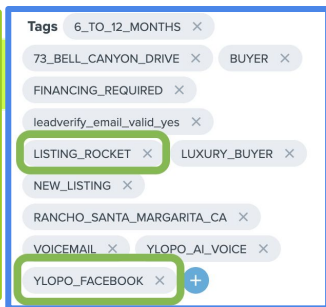 Tags 6_TO_12_MONTHS ×
73_BELL_CANYON_DRIVE × BUYER ×
FINANCING_REQUIRED ×
leadverify_email_valid_yes ×
LISTING_ROCKET × LUXURY_BUYER ×
NEW_LISTING ×
RANCHO_SANTA_MARGARITA_CA ×
VOICEMAIL × YLOPO_AI_VOICE ×
YLOPO_FACEBOOK × +